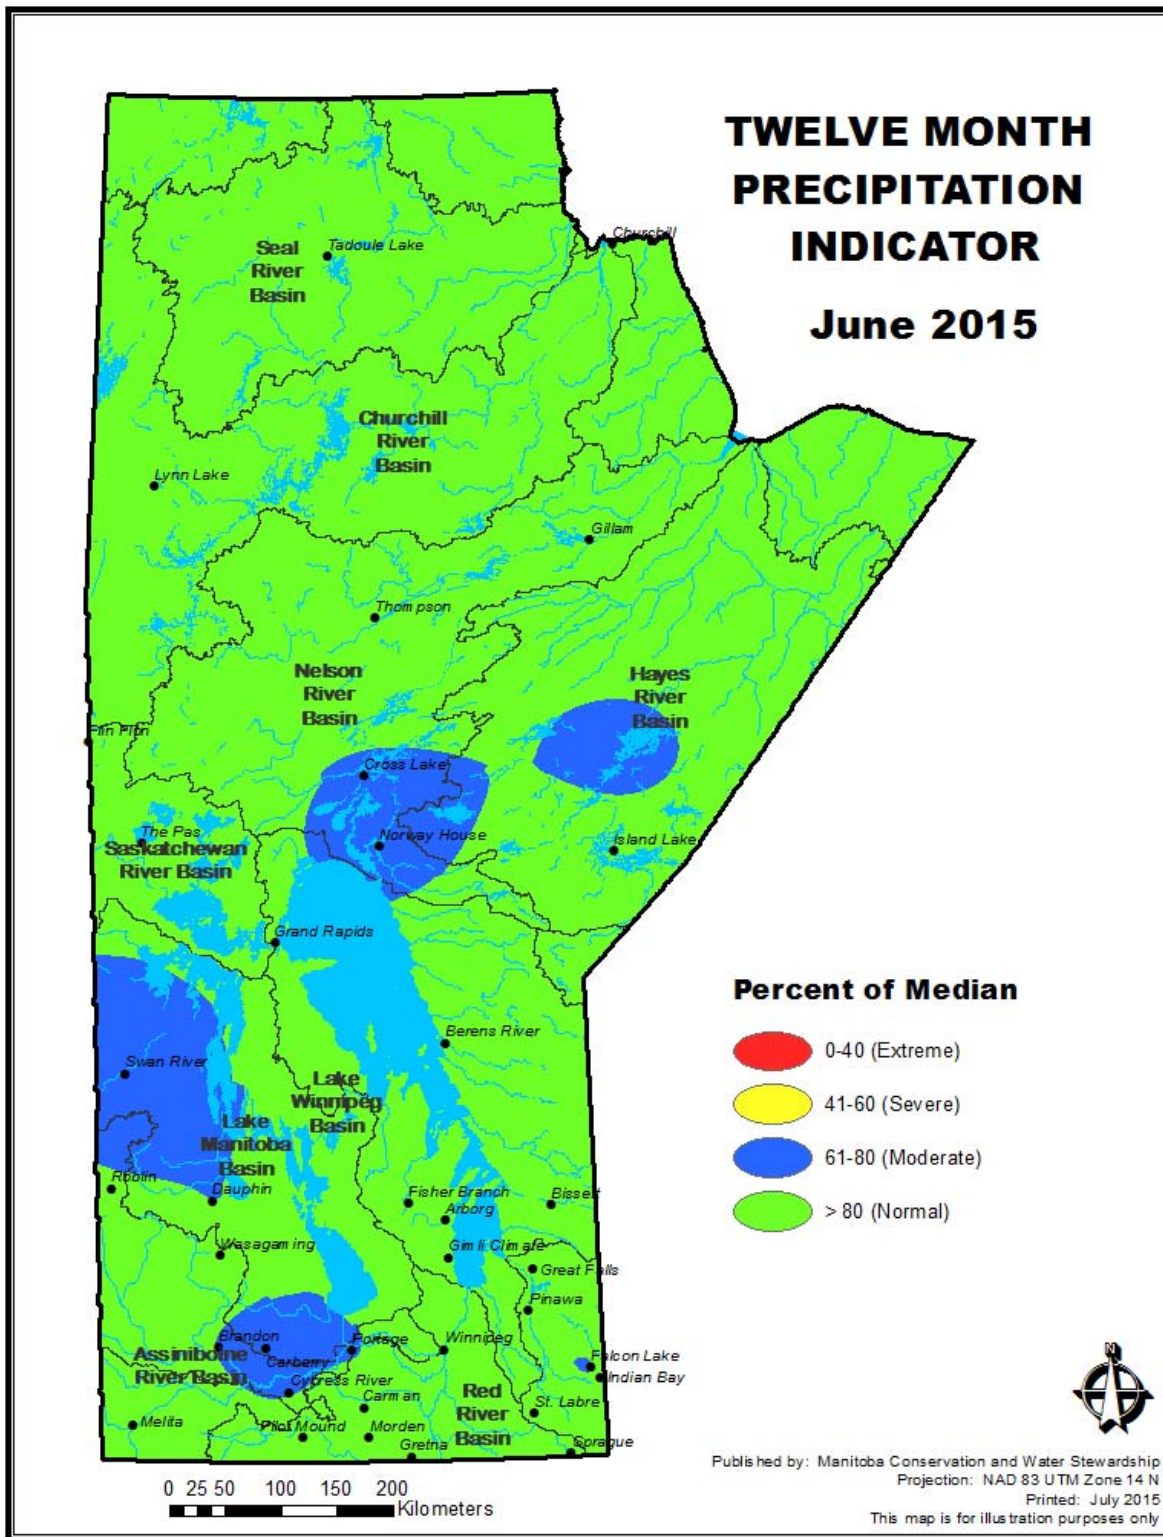 TWELVE MONTH
PRECIPITATION
INDICATOR
June 2015
Churchill
Seal
River
Basin
Tadoule Lake
Churchill
River
Basin
Lynn Lake
Gillam
Thompson
Nelson
River
Basin
Hayes
River
Basin
Flin Flon
Cross Lake
Norway House
The Pas
Saskatchewan
River Basin
Island Lake
Grand Rapids
Percent of Median
0-40 (Extreme)
41-60 (Severe)
61-80 (Moderate)
> 80 (Normal)
Berens River
Swan River
Lake
Winnipeg
Basin
Lake
Manitoba
Basin
Roblin
Dauphin
Fisher Branch
Arborg
Bissett
Wasagaming
Gimli Climate
Great Falls
Pinawa
Brandon
Carberry
Portage
Winnipeg
Falcon Lake
Indian Bay
Assiniboine
River Basin
Cypress River
Carman
Red
River
Basin
St. Labre
Melita
Pilot Mound
Morden
Gretna
Sprague
N
0 25 50 100 150 200
Kilometers
Published by: Manitoba Conservation and Water Stewardship
Projection: NAD 83 UTM Zone 14 N
Printed: July 2015
This map is for illustration purposes only